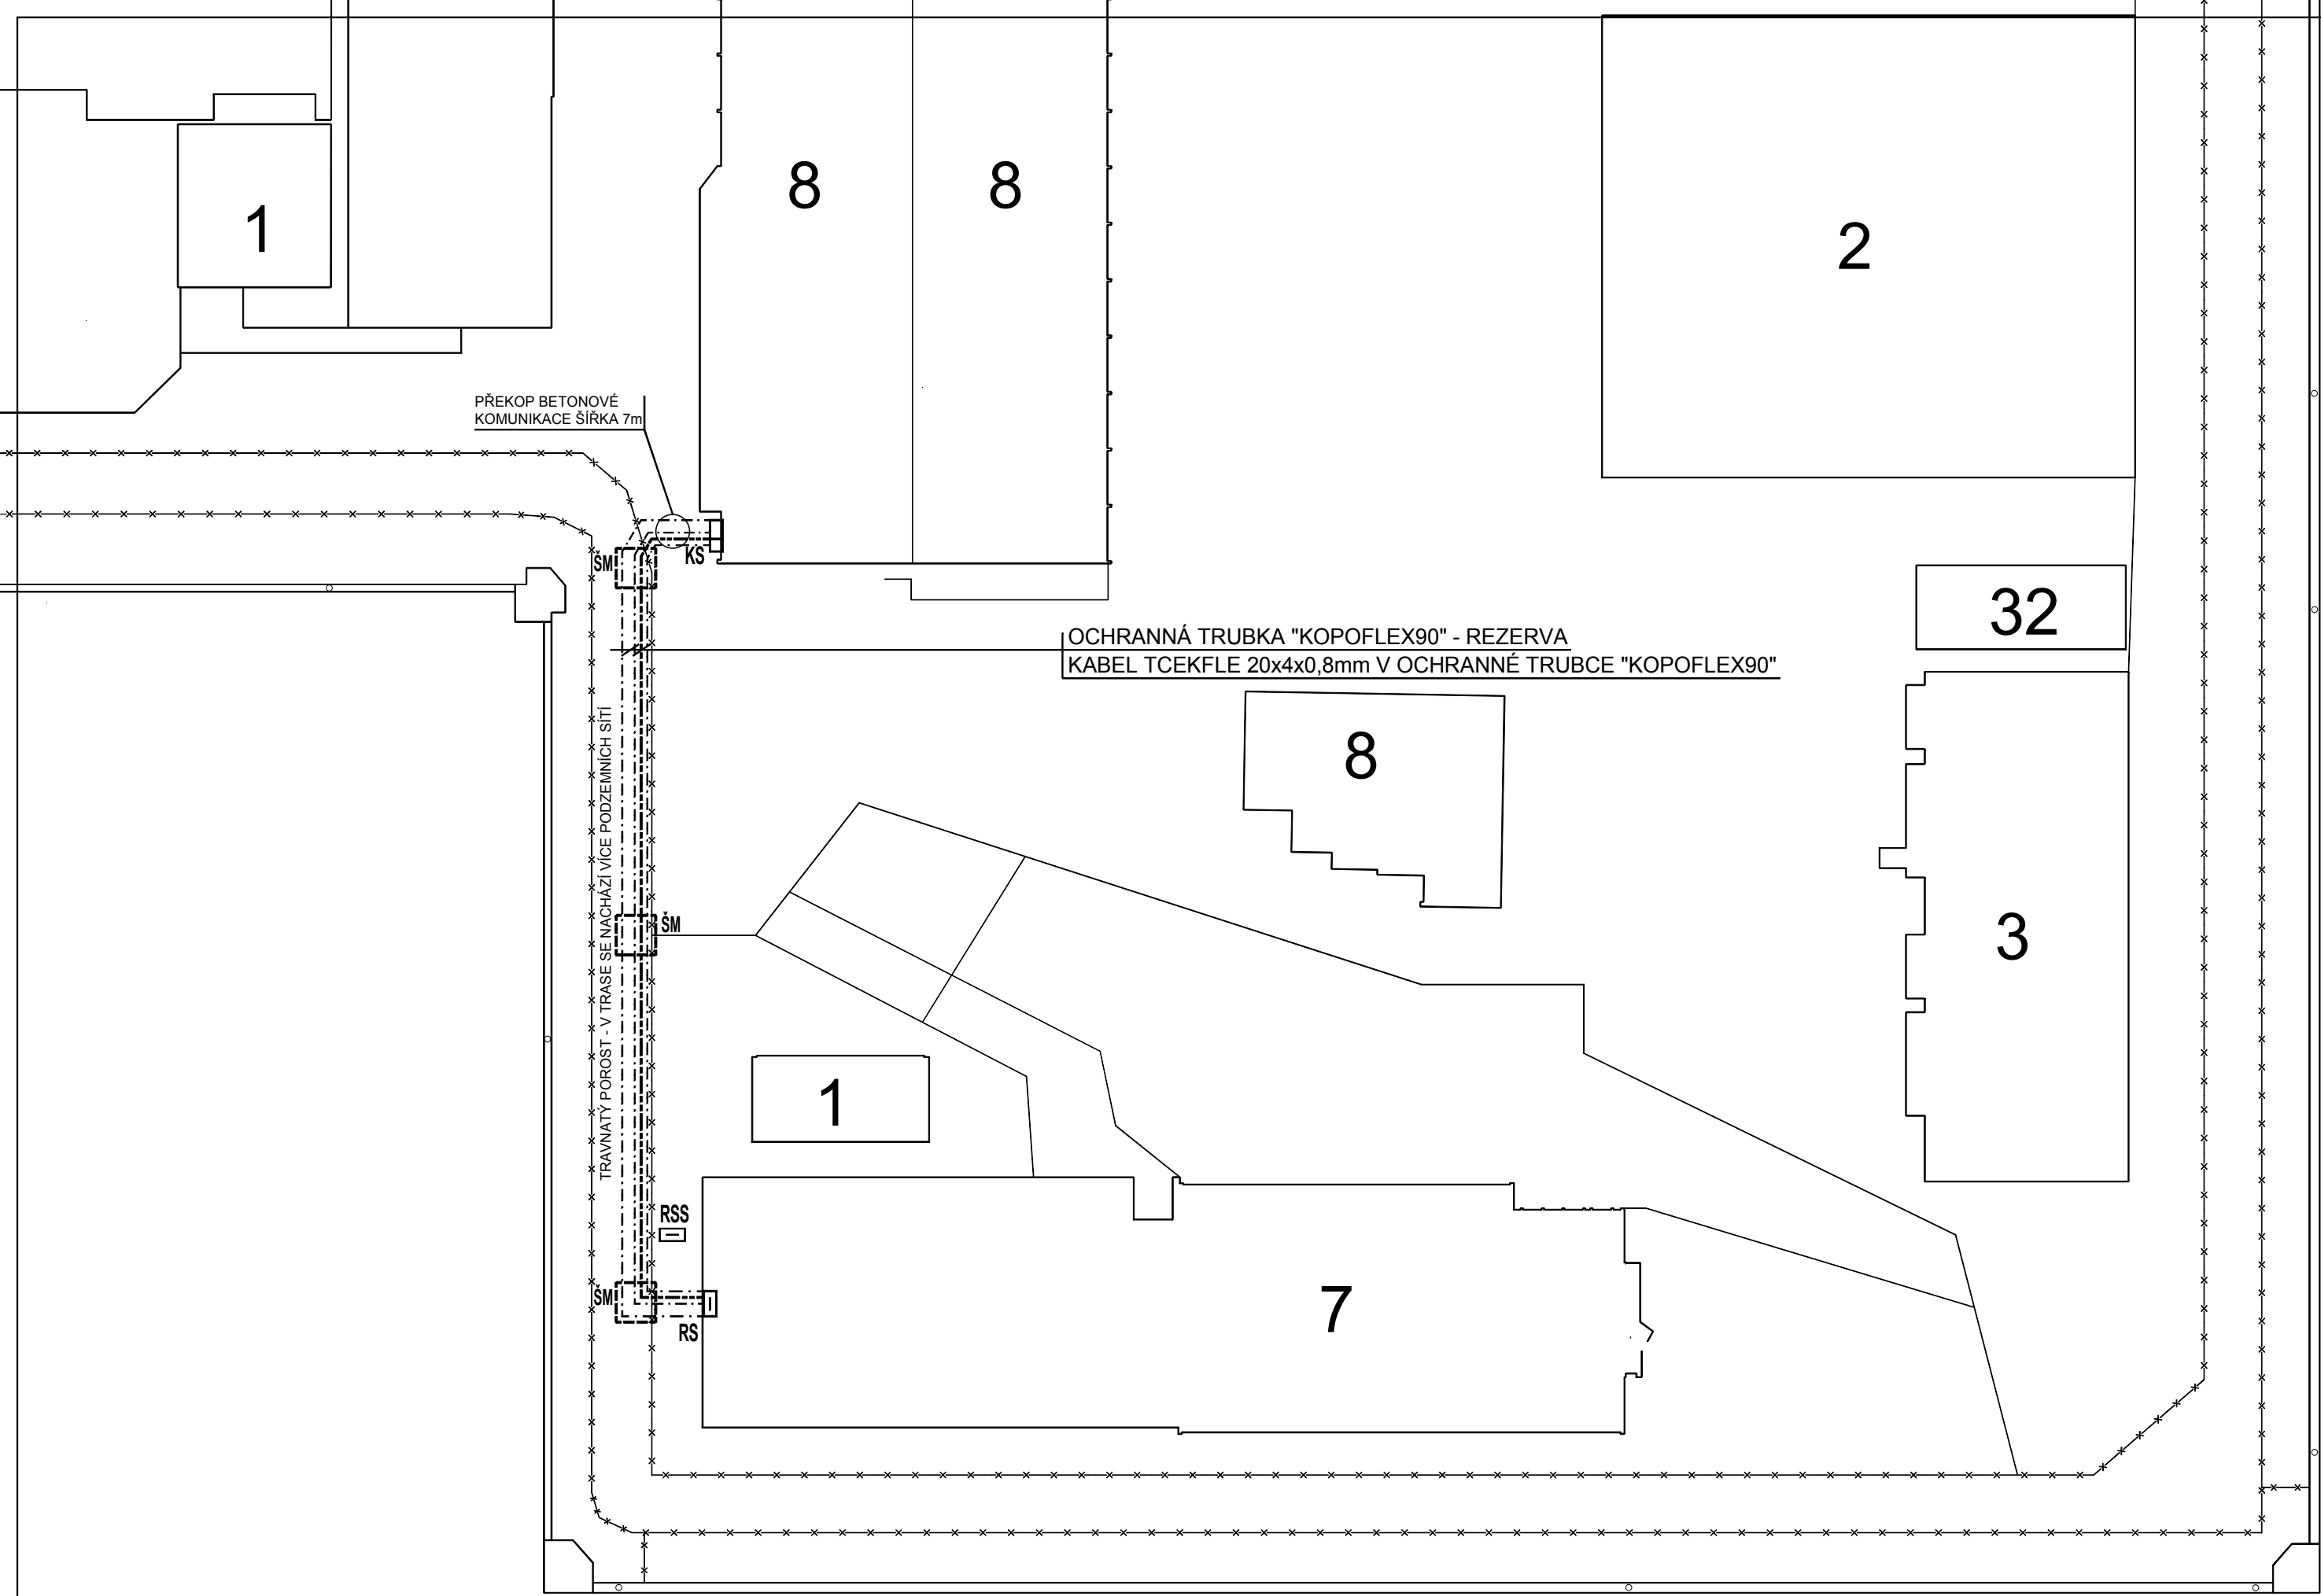 8
8
1
2
PŘEKOP BETONOVÉ
KOMUNIKACE ŠÍŘKA 7m
ŠM
KS
32
OCHRANNÁ TRUBKA "KOPOFLEX90" - REZERVA
KABEL TCEKFLE 20x4x0,8mm V OCHRANNÉ TRUBCE "KOPOFLEX90"
8
TRAVNATÝ POROST - V TRASE SE NACHÁZÍ VÍCE PODZEMNÍCH SÍTÍ
ŠM
3
1
RSS
ŠM
RS
7